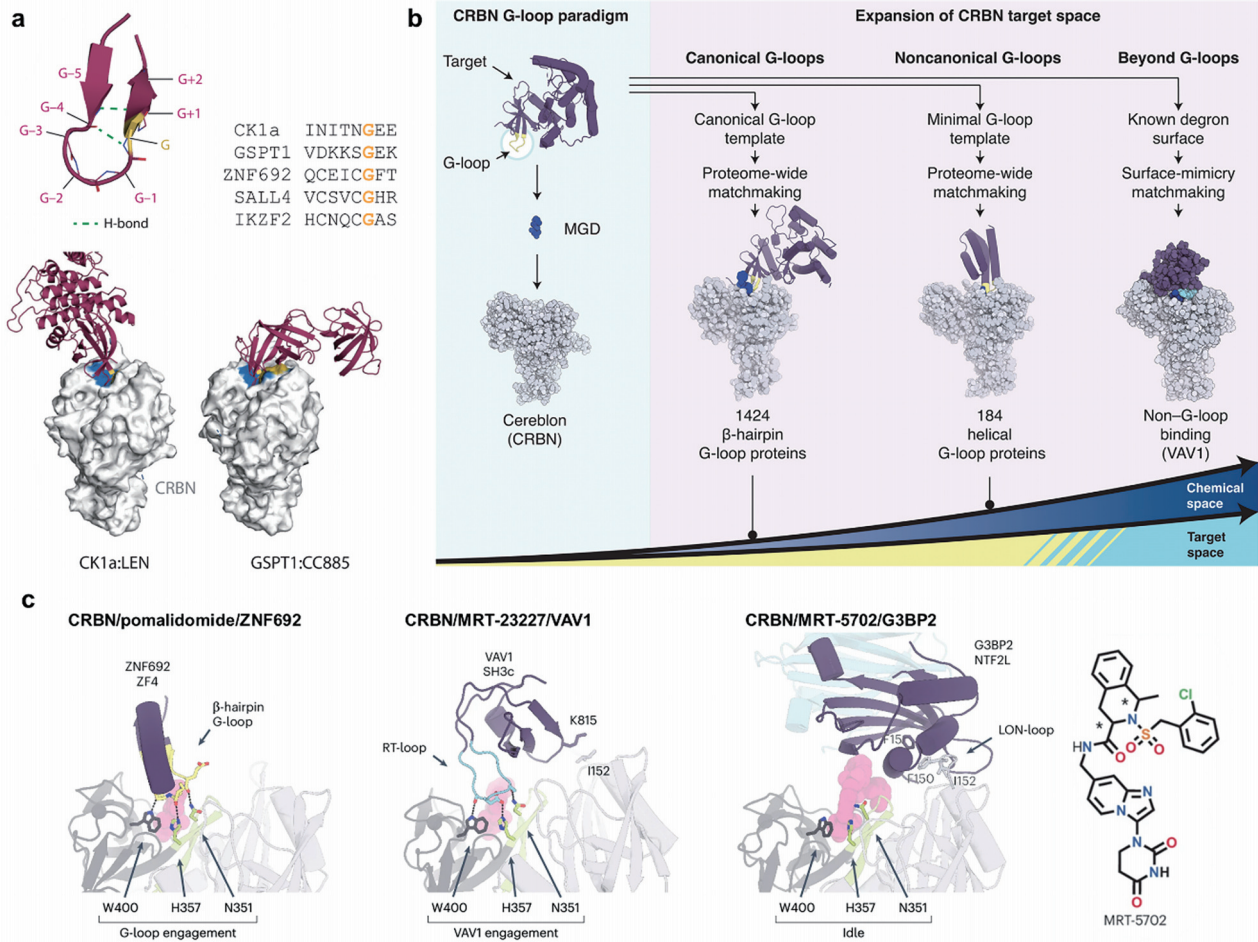 a
G−5
G+2
G−4
G+1
G−3
G
G−2
G−1
H-bond
CK1a INITNGEE
GSPT1 VDKKSGEK
ZNF692 QCEICGFT
SALL4 VCSVCGHR
IKZF2 HCNQCGAS
CRBN
CK1a:LEN
GSPT1:CC885
b
CRBN G-loop paradigm
Expansion of CRBN target space
Target
G-loop
MGD
Cereblon
(CRBN)
Canonical G-loops
Canonical G-loop
template
Proteome-wide
matchmaking
1424
β-hairpin
G-loop proteins
Noncanonical G-loops
Minimal G-loop
template
Proteome-wide
matchmaking
184
helical
G-loop proteins
Beyond G-loops
Known degron
surface
Surface-mimicry
matchmaking
Non–G-loop
binding
(VAV1)
Chemical
space
Target
space
c
CRBN/pomalidomide/ZNF692
ZNF692
ZF4
β-hairpin
G-loop
W400
H357
N351
G-loop engagement
CRBN/MRT-23227/VAV1
VAV1
SH3c
K815
RT-loop
I152
W400
H357
N351
VAV1 engagement
CRBN/MRT-5702/G3BP2
G3BP2
NTF2L
LON-loop
F150
I152
W400
H357
N351
Idle
Cl
*
*
N
S
O
O
HN
O
N
N
N
O
NH
O
MRT-5702